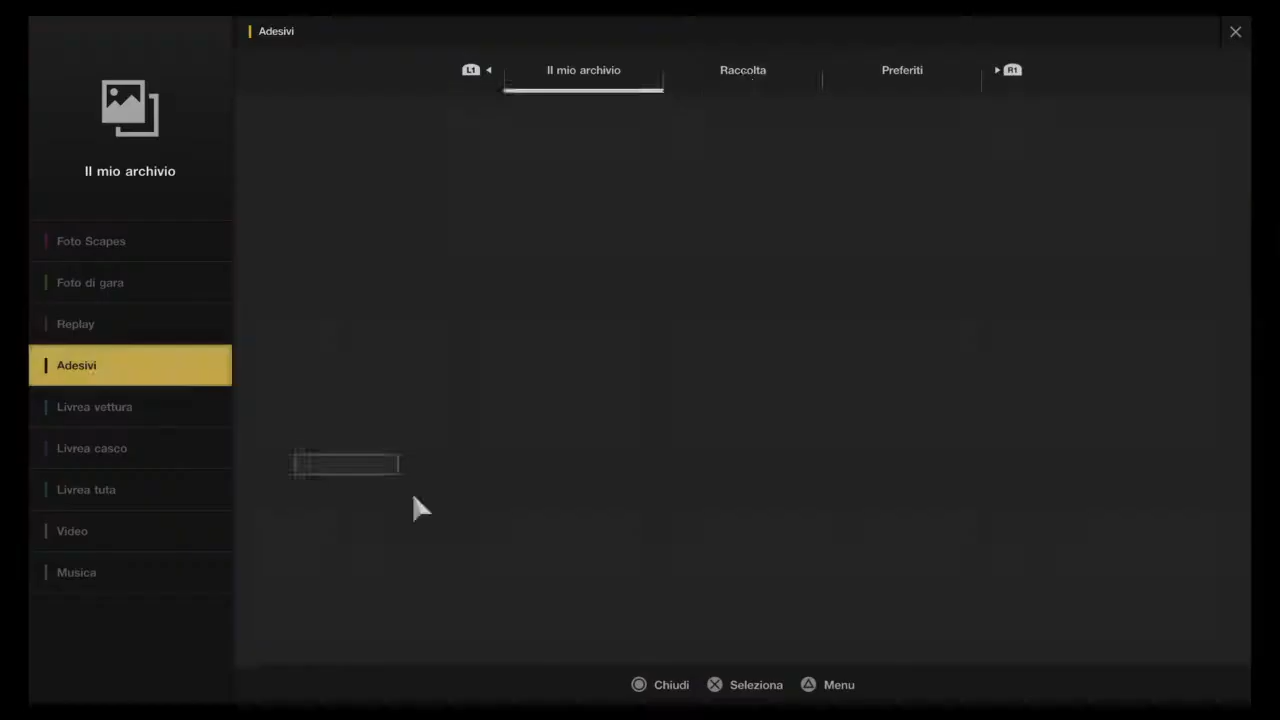 Adesivi
L1
Il mio archivio
Raccolta
Preferiti
R1
Il mio archivio
Foto Scapes
Foto di gara
Replay
Adesivi
Livrea vettura
Livrea casco
Livrea tuta
Video
Musica
Chiudi
Seleziona
Menu